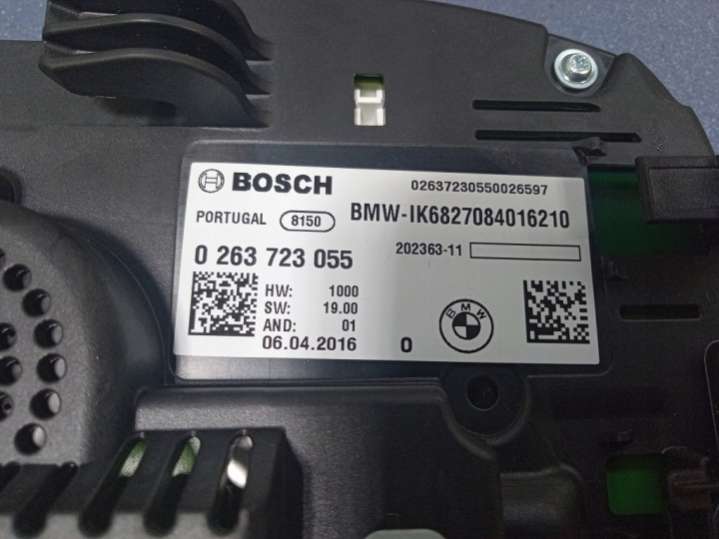 BOSCH
02637230550026597
PORTUGAL 8150 BMW-IK6827084016210
0 263 723 055
202363-11
HW: 1000
SW: 19.00
AND: 01
06.04.2016 0
BMW